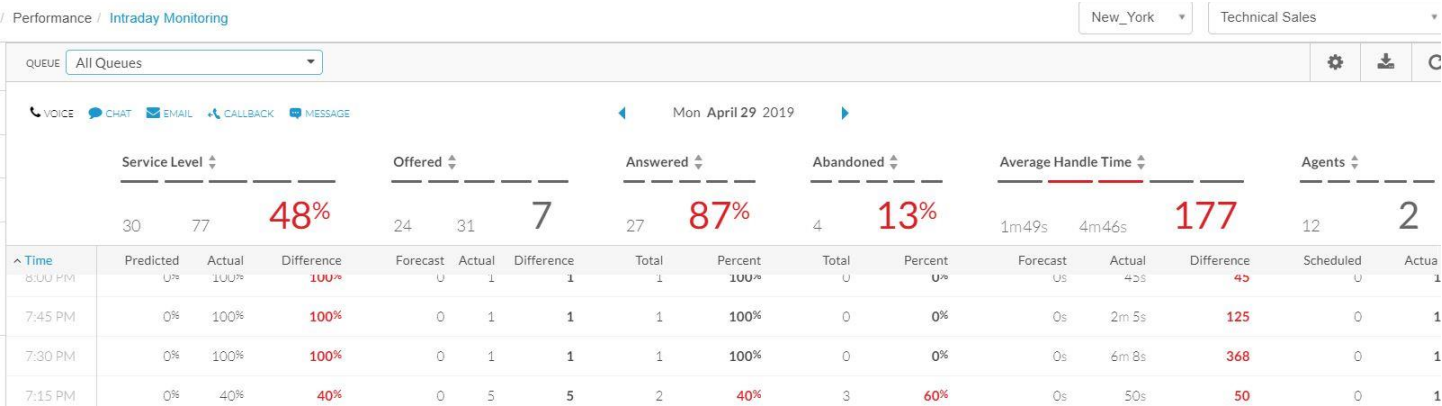 / Performance / Intraday Monitoring New_York Technical Sales
QUEUE All Queues
VOICE CHAT EMAIL CALLBACK MESSAGE Mon April 29 2019
Service Level Offered Answered Abandoned Average Handle Time Agents
30 77 48% 24 31 7 27 87% 4 13% 1m49s 4m46s 177 12 2
Time Predicted Actual Difference Forecast Actual Difference Total Percent Total Percent Forecast Actual Difference Scheduled Actua
8:00 PM 0% 100% 100% 0 1 1 1 100% 0 0% 0s 45s 45 0 1
7:45 PM 0% 100% 100% 0 1 1 1 100% 0 0% 0s 2m 5s 125 0 1
7:30 PM 0% 100% 100% 0 1 1 1 100% 0 0% 0s 6m 8s 368 0 1
7:15 PM 0% 40% 40% 0 5 5 2 40% 3 60% 0s 50s 50 0 1